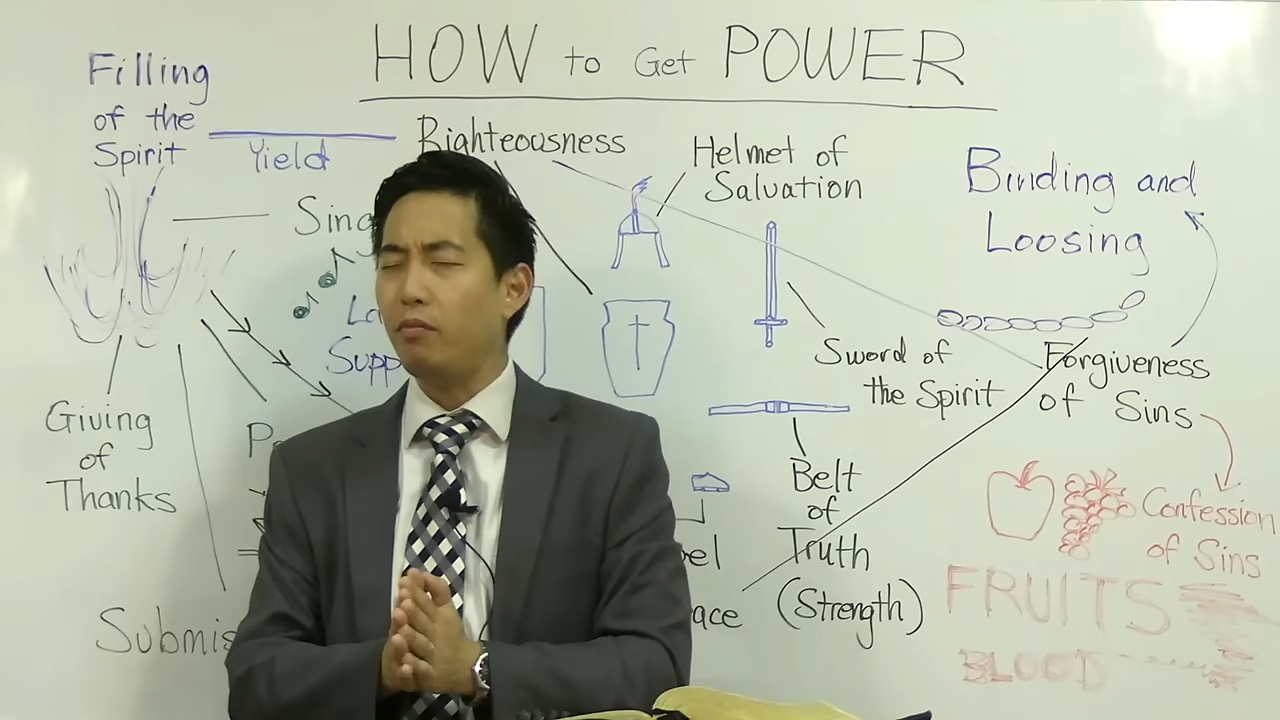 HOW to Get POWER
Filling
of the
Spirit
Yield
Righteousness
Helmet of
Salvation
Binding and
Loosing
Sing
Sword of
the Spirit
Forgiveness
of Sins
Giving
of
Thanks
Belt
of
Truth
(Strength)
Confession
of Sins
FRUITS
BLOOD